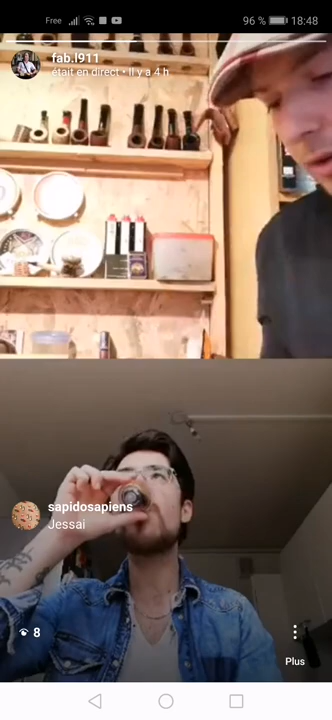 Free
96 %
18:48
fab.l911
était en direct • Il y a 4 h
sapidosapiens
Jessai
8
Plus